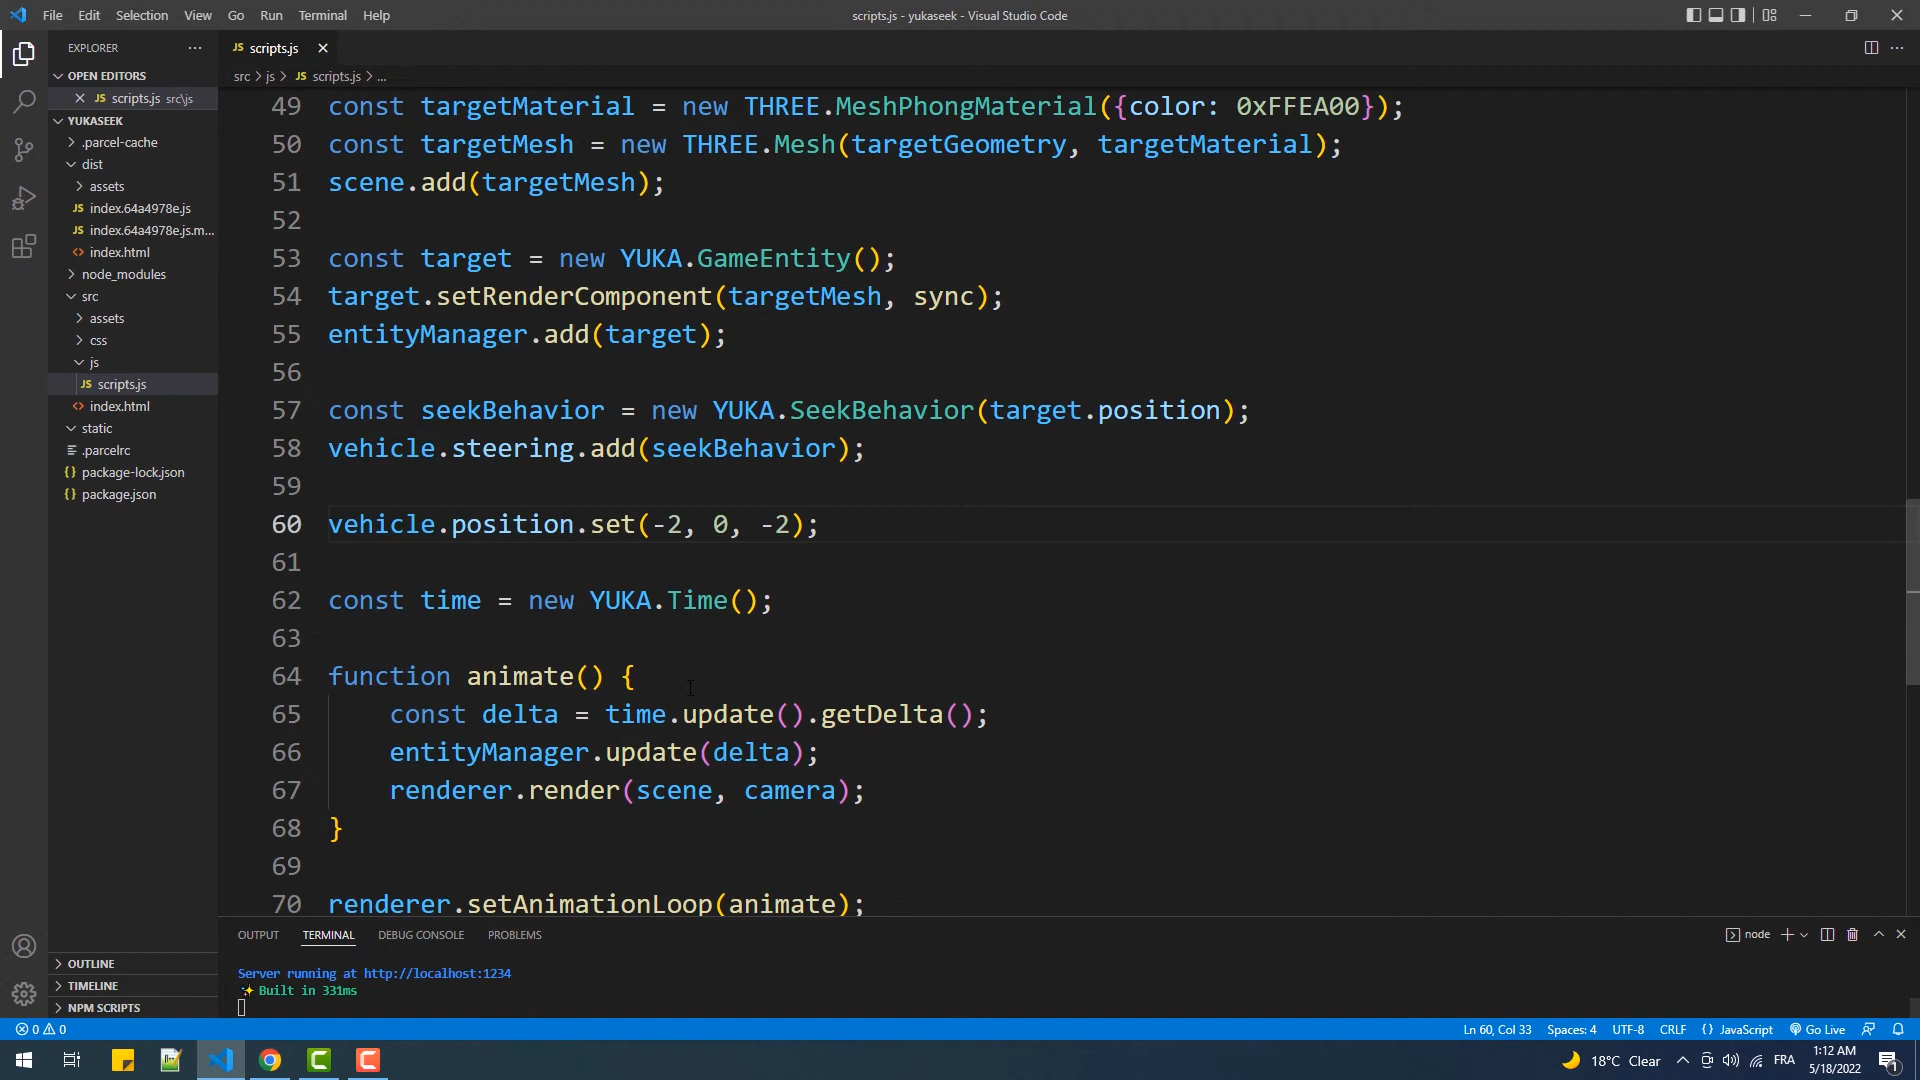 File Edit Selection View Go Run Terminal Help
scripts.js - yukaseek - Visual Studio Code
EXPLORER
OPEN EDITORS
JS scripts.js src\js
YUKASEEK
.parcel-cache
dist
assets
JS index.64a4978e.js
JS index.64a4978e.js.m...
index.html
node_modules
src
assets
css
js
JS scripts.js
index.html
static
.parcelrc
{} package-lock.json
{} package.json
OUTLINE
TIMELINE
NPM SCRIPTS
JS scripts.js
src > js > JS scripts.js > ...
49 const targetMaterial = new THREE.MeshPhongMaterial({color: 0xFFEA00});
50 const targetMesh = new THREE.Mesh(targetGeometry, targetMaterial);
51 scene.add(targetMesh);
52
53 const target = new YUKA.GameEntity();
54 target.setRenderComponent(targetMesh, sync);
55 entityManager.add(target);
56
57 const seekBehavior = new YUKA.SeekBehavior(target.position);
58 vehicle.steering.add(seekBehavior);
59
60 vehicle.position.set(-2, 0, -2);
61
62 const time = new YUKA.Time();
63
64 function animate() {
65 const delta = time.update().getDelta();
66 entityManager.update(delta);
67 renderer.render(scene, camera);
68 }
69
70 renderer.setAnimationLoop(animate);
OUTPUT TERMINAL DEBUG CONSOLE PROBLEMS
node
Server running at http://localhost:1234
✨ Built in 331ms
0 0
Ln 60, Col 33 Spaces: 4 UTF-8 CRLF {} JavaScript Go Live
18°C Clear FRA 1:12 AM
5/18/2022
1